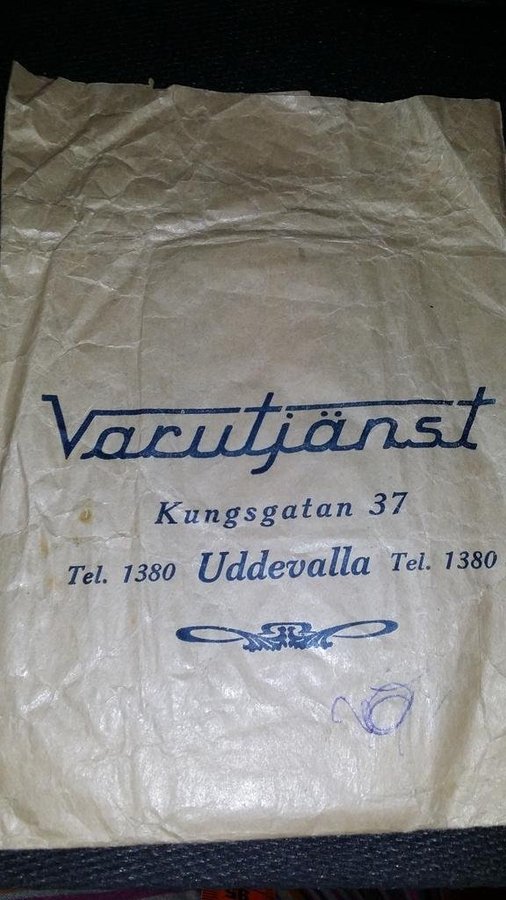 Varutjänst
Kungsgatan 37
Tel. 1380 Uddevalla Tel. 1380